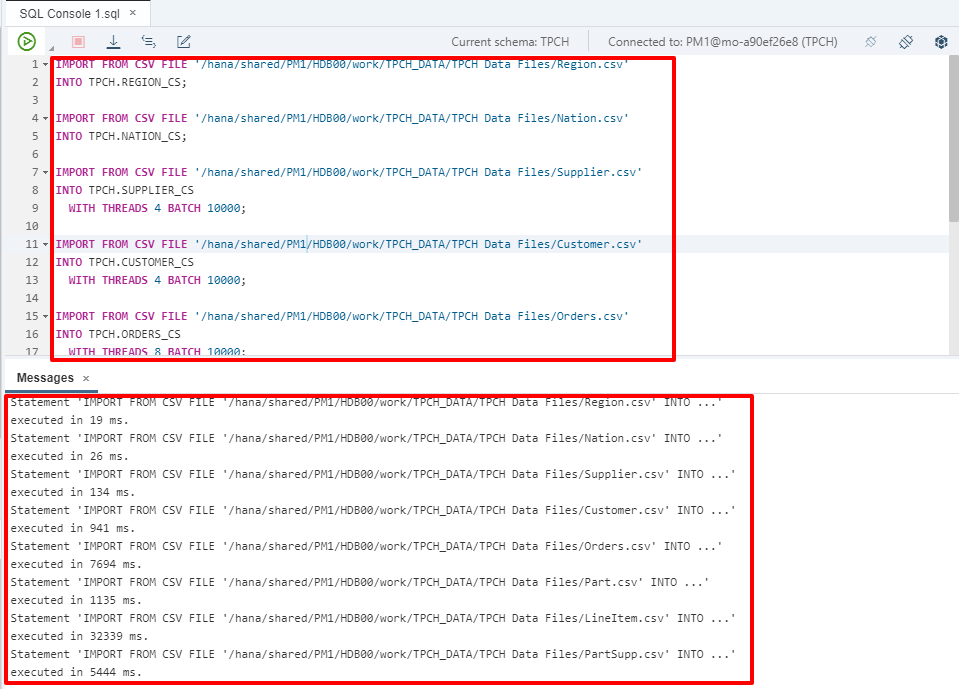 SQL Console 1.sql ×
Current schema: TPCH Connected to: PM1@mo-a90ef26e8 (TPCH)
1 IMPORT FROM CSV FILE '/hana/shared/PM1/HDB00/work/TPCH_DATA/TPCH Data Files/Region.csv'
2 INTO TPCH.REGION_CS;
3
4 IMPORT FROM CSV FILE '/hana/shared/PM1/HDB00/work/TPCH_DATA/TPCH Data Files/Nation.csv'
5 INTO TPCH.NATION_CS;
6
7 IMPORT FROM CSV FILE '/hana/shared/PM1/HDB00/work/TPCH_DATA/TPCH Data Files/Supplier.csv'
8 INTO TPCH.SUPPLIER_CS
9 WITH THREADS 4 BATCH 10000;
10
11 IMPORT FROM CSV FILE '/hana/shared/PM1/HDB00/work/TPCH_DATA/TPCH Data Files/Customer.csv'
12 INTO TPCH.CUSTOMER_CS
13 WITH THREADS 4 BATCH 10000;
14
15 IMPORT FROM CSV FILE '/hana/shared/PM1/HDB00/work/TPCH_DATA/TPCH Data Files/Orders.csv'
16 INTO TPCH.ORDERS_CS
17 WITH THREADS 8 BATCH 10000;
Messages ×
Statement 'IMPORT FROM CSV FILE '/hana/shared/PM1/HDB00/work/TPCH_DATA/TPCH Data Files/Region.csv' INTO ...'
executed in 19 ms.
Statement 'IMPORT FROM CSV FILE '/hana/shared/PM1/HDB00/work/TPCH_DATA/TPCH Data Files/Nation.csv' INTO ...'
executed in 26 ms.
Statement 'IMPORT FROM CSV FILE '/hana/shared/PM1/HDB00/work/TPCH_DATA/TPCH Data Files/Supplier.csv' INTO ...'
executed in 134 ms.
Statement 'IMPORT FROM CSV FILE '/hana/shared/PM1/HDB00/work/TPCH_DATA/TPCH Data Files/Customer.csv' INTO ...'
executed in 941 ms.
Statement 'IMPORT FROM CSV FILE '/hana/shared/PM1/HDB00/work/TPCH_DATA/TPCH Data Files/Orders.csv' INTO ...'
executed in 7694 ms.
Statement 'IMPORT FROM CSV FILE '/hana/shared/PM1/HDB00/work/TPCH_DATA/TPCH Data Files/Part.csv' INTO ...'
executed in 1135 ms.
Statement 'IMPORT FROM CSV FILE '/hana/shared/PM1/HDB00/work/TPCH_DATA/TPCH Data Files/LineItem.csv' INTO ...'
executed in 32339 ms.
Statement 'IMPORT FROM CSV FILE '/hana/shared/PM1/HDB00/work/TPCH_DATA/TPCH Data Files/PartSupp.csv' INTO ...'
executed in 5444 ms.